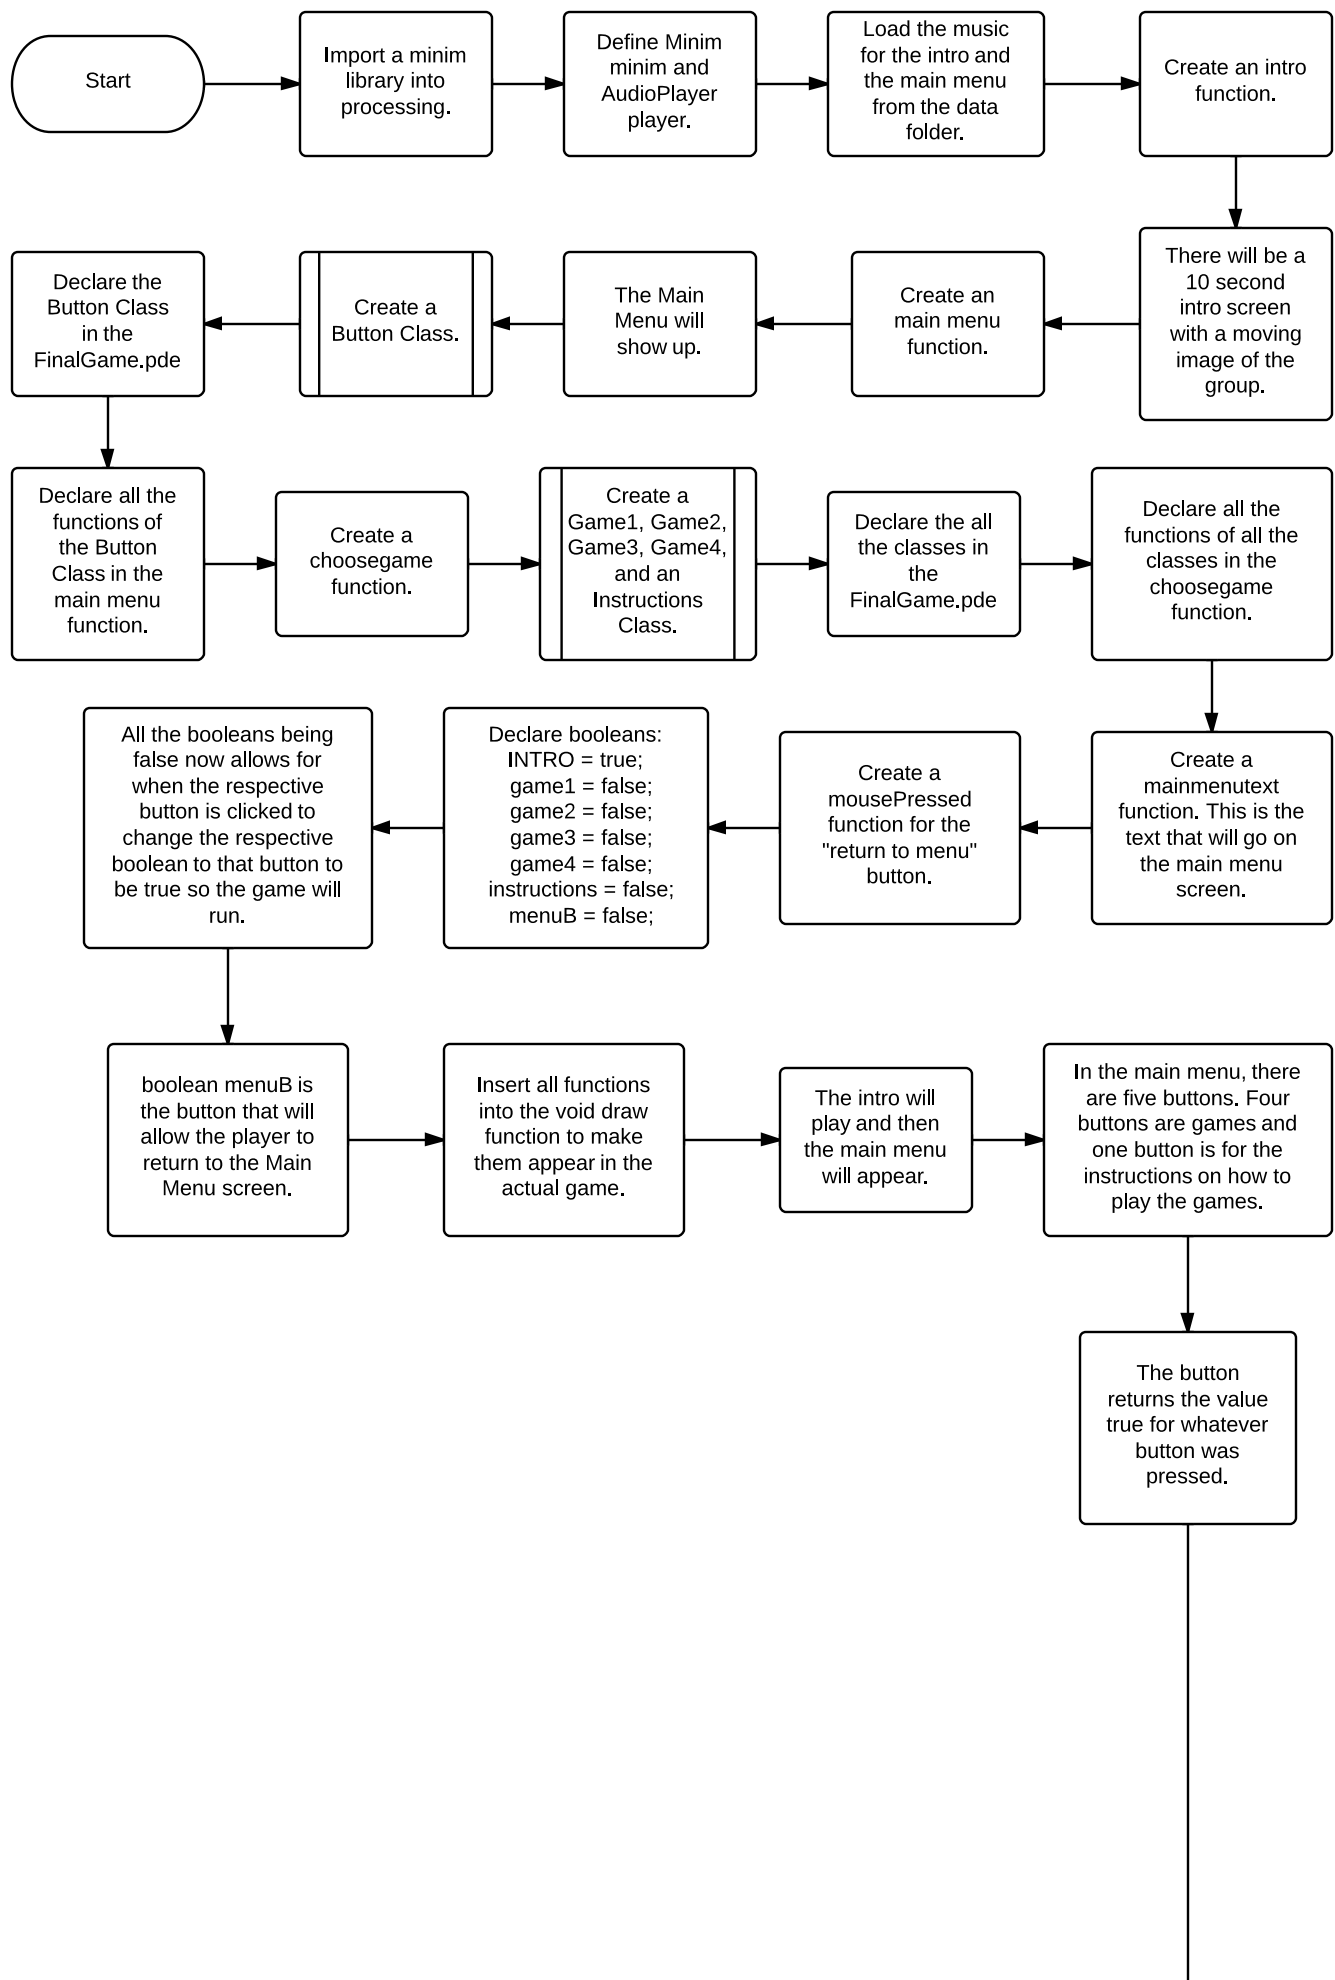 Start
Import a minim
library into
processing.
Define Minim
minim and
AudioPlayer
player.
Load the music
for the intro and
the main menu
from the data
folder.
Create an intro
function.
There will be a
10 second
intro screen
with a moving
image of the
group.
Create an
main menu
function.
The Main
Menu will
show up.
Create a
Button Class.
Declare the
Button Class
in the
FinalGame.pde
Declare all the
functions of
the Button
Class in the
main menu
function.
Create a
choosegame
function.
Create a
Game1, Game2,
Game3, Game4,
and an
Instructions
Class.
Declare the all
the classes in
the
FinalGame.pde
Declare all the
functions of all the
classes in the
choosegame
function.
Create a
mainmenutext
function. This is the
text that will go on
the main menu
screen.
Create a
mousePressed
function for the
"return to menu"
button.
Declare booleans:
INTRO = true;
game1 = false;
game2 = false;
game3 = false;
game4 = false;
instructions = false;
menuB = false;
All the booleans being
false now allows for
when the respective
button is clicked to
change the respective
boolean to that button to
be true so the game will
run.
boolean menuB is
the button that will
allow the player to
return to the Main
Menu screen.
Insert all functions
into the void draw
function to make
them appear in the
actual game.
The intro will
play and then
the main menu
will appear.
In the main menu, there
are five buttons. Four
buttons are games and
one button is for the
instructions on how to
play the games.
The button
returns the value
true for whatever
button was
pressed.